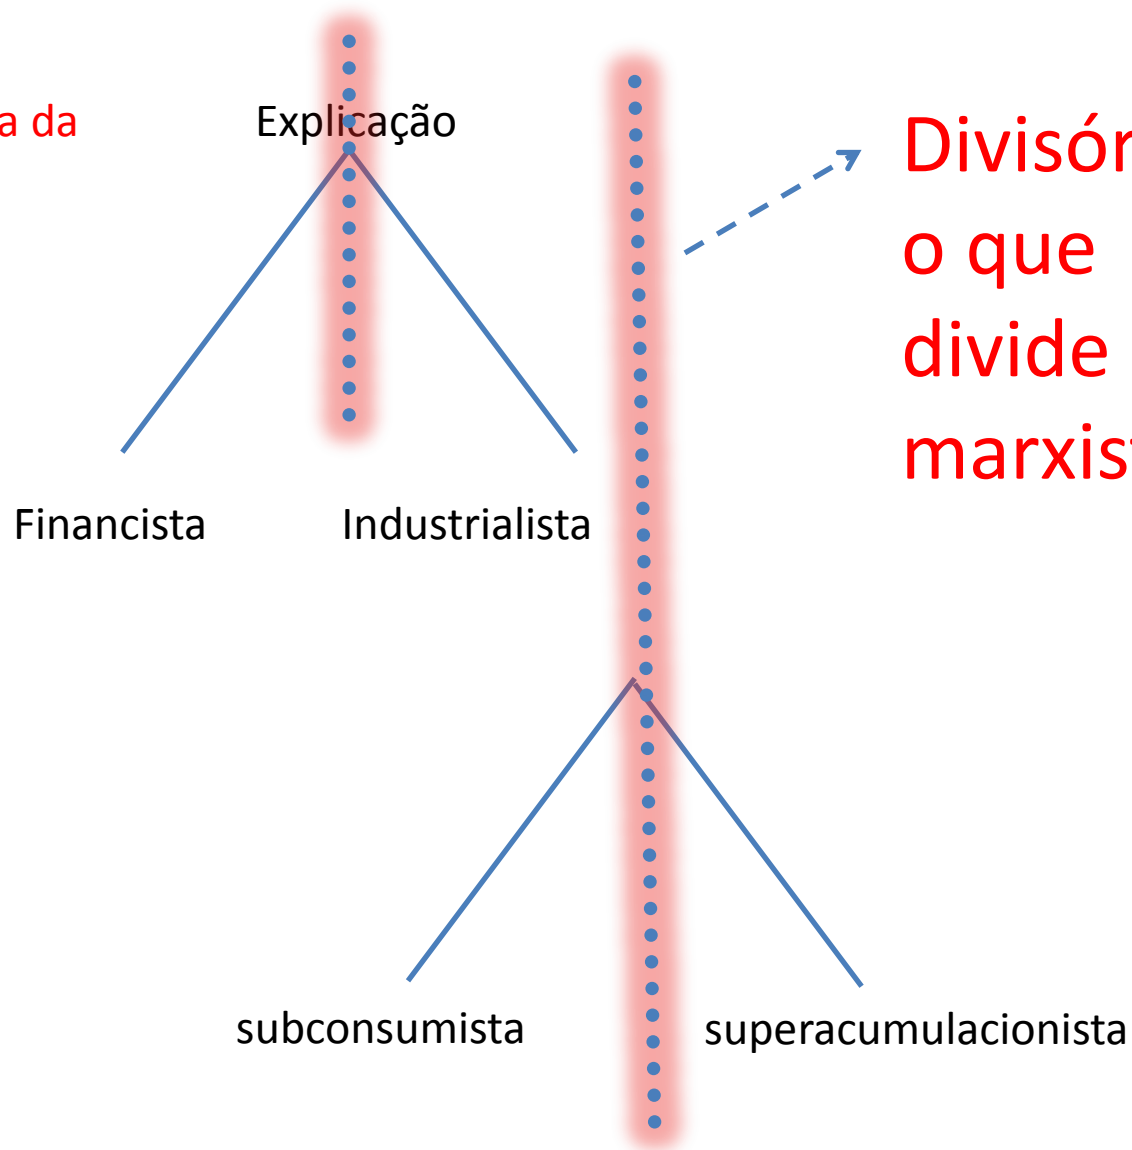 a da
Explicação
Divisór
o que
divide
marxis
Financista
Industrialista
subconsumista
superacumulacionista